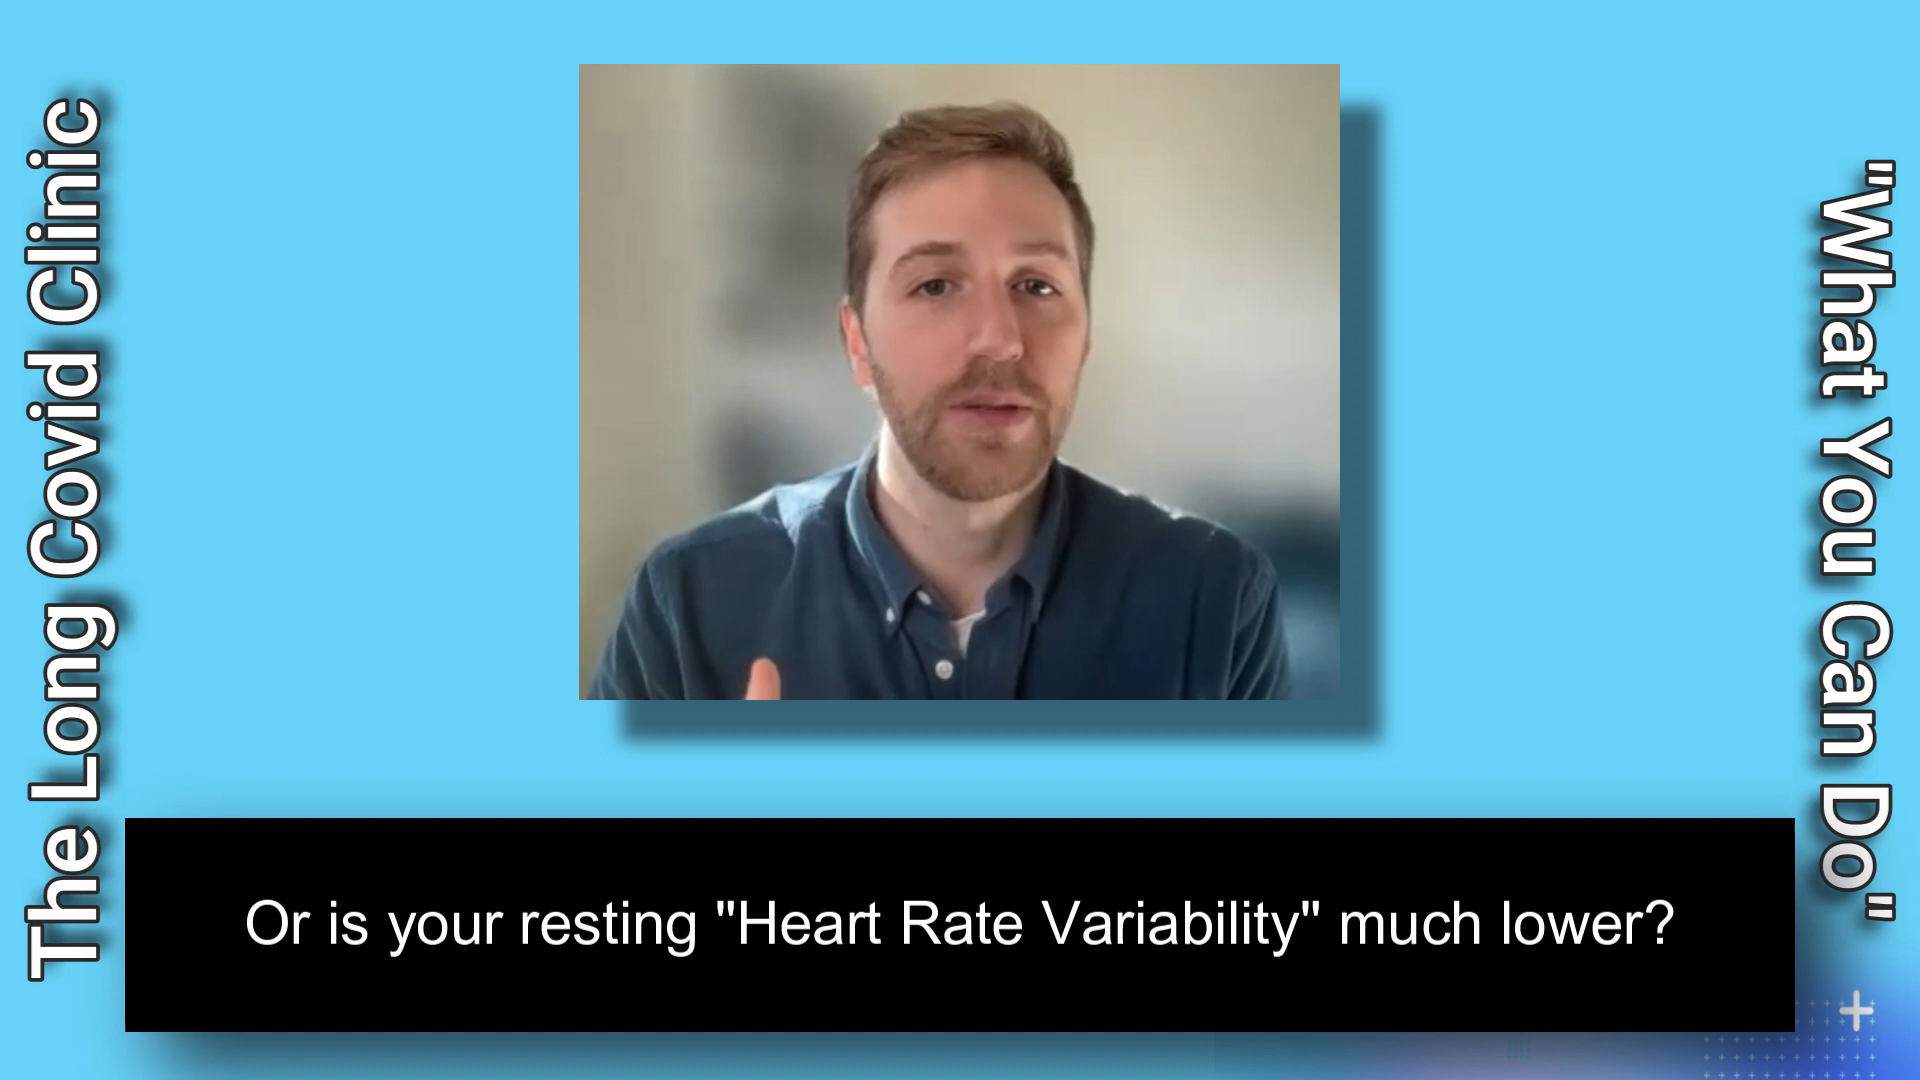 The Long Covid Clinic
"What You Can Do"
Or is your resting "Heart Rate Variability" much lower?